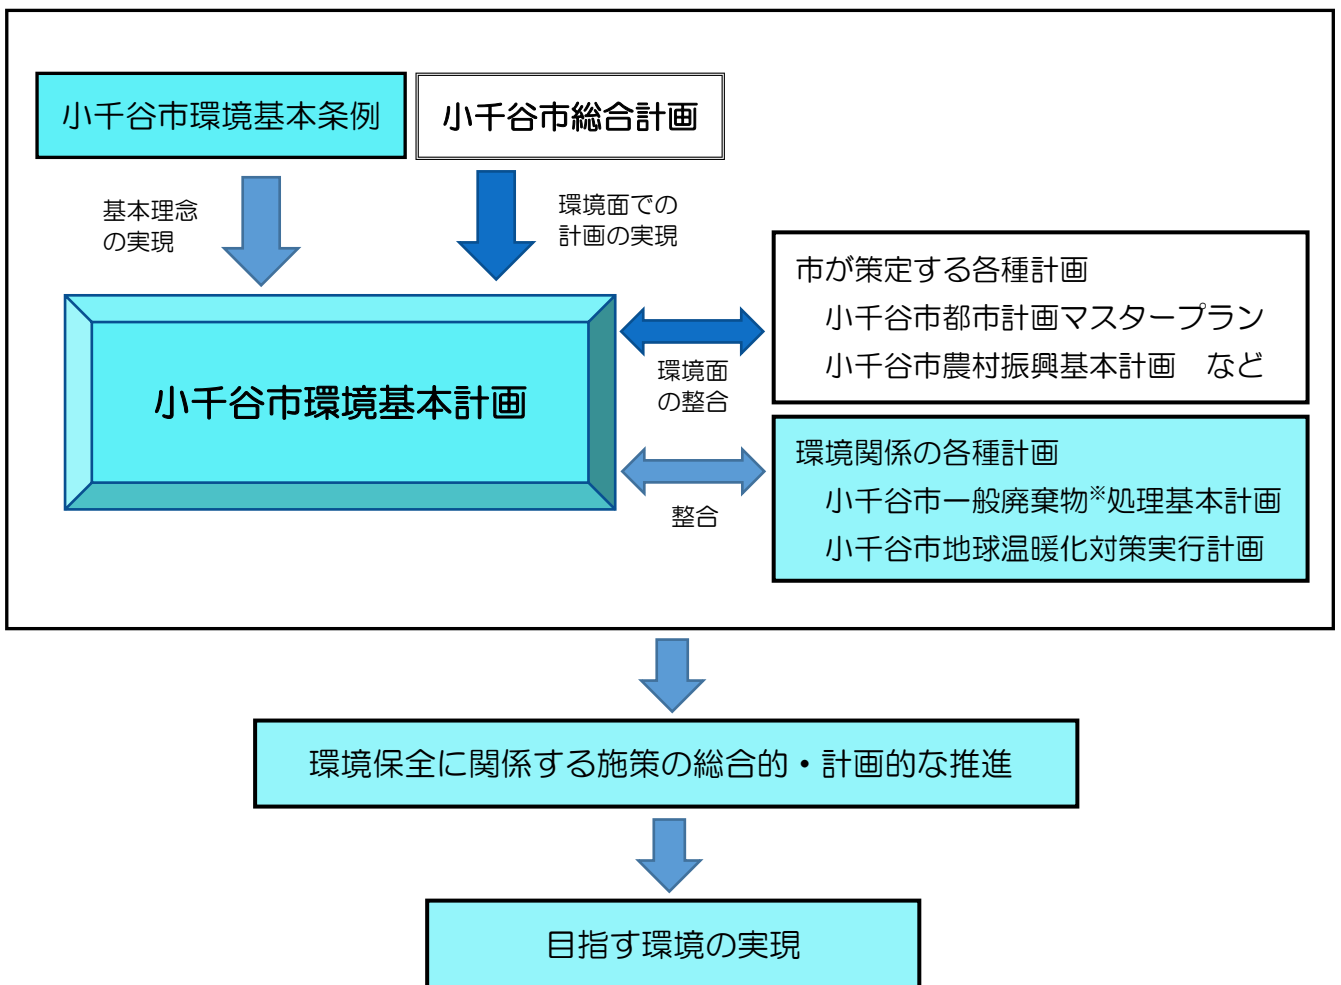 小千谷市環境基本条例
小千谷市総合計画
基本理念
の実現
環境面での
計画の実現
市が策定する各種計画
小千谷市都市計画マスタープラン
小千谷市農村振興基本計画　など
小千谷市環境基本計画
環境面
の整合
環境関係の各種計画
小千谷市一般廃棄物※処理基本計画
小千谷市地球温暖化対策実行計画
整合
環境保全に関係する施策の総合的・計画的な推進
目指す環境の実現